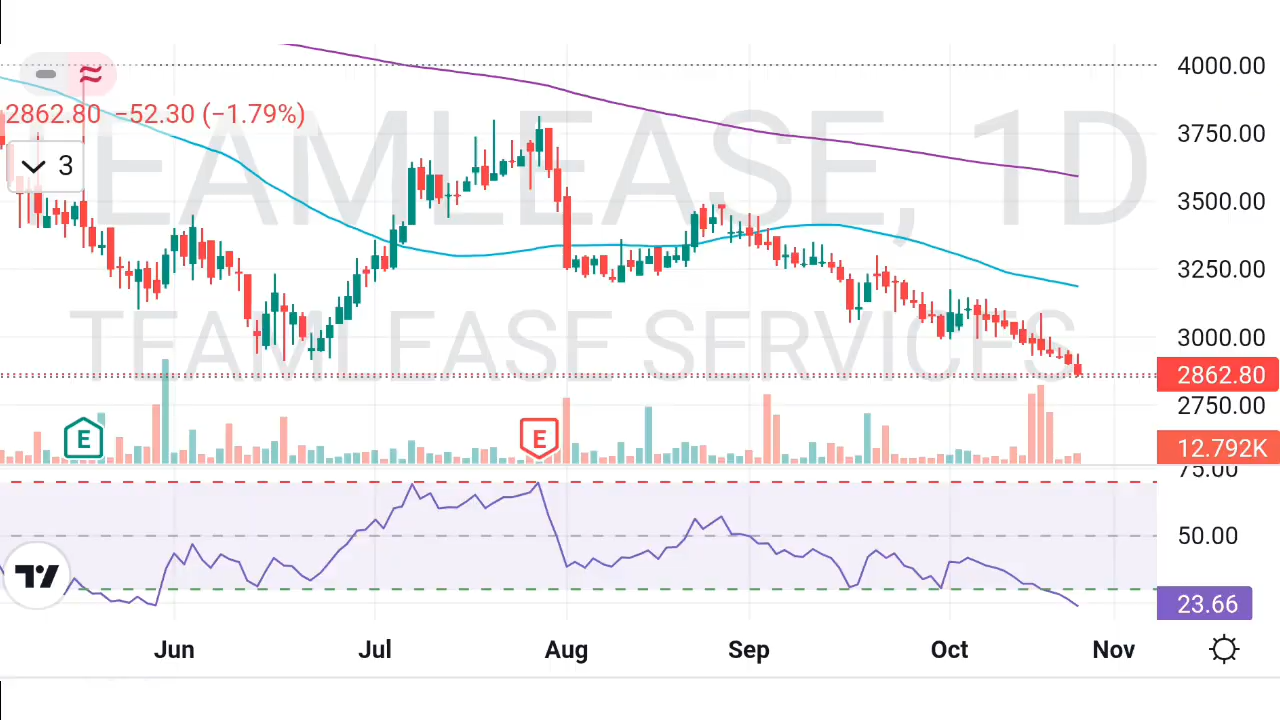 4000.00
2862.80 −52.30 (−1.79%)
3750.00
3
EAMLEASE, 1D
3500.00
3250.00
TEAMLEASE SERVICES
3000.00
2862.80
2750.00
E
E
12.792K
75.00
50.00
23.66
Jun Jul Aug Sep Oct Nov